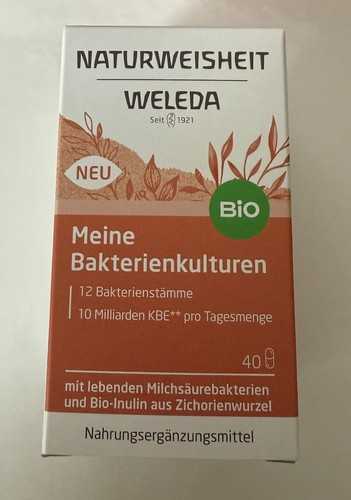 NATURWEISHEIT
WELEDA
Seit 1921
NEU
BIO
Meine
Bakterienkulturen
12 Bakterienstämme
10 Milliarden KBE** pro Tagesmenge
40
mit lebenden Milchsäurebakterien
und Bio-Inulin aus Zichorienwurzel
Nahrungsergänzungsmittel